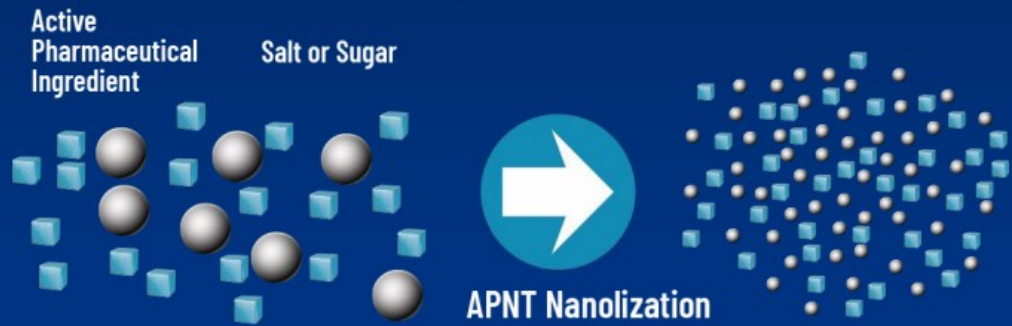 Active
Pharmaceutical
Ingredient
Salt or Sugar
APNT Nanolization